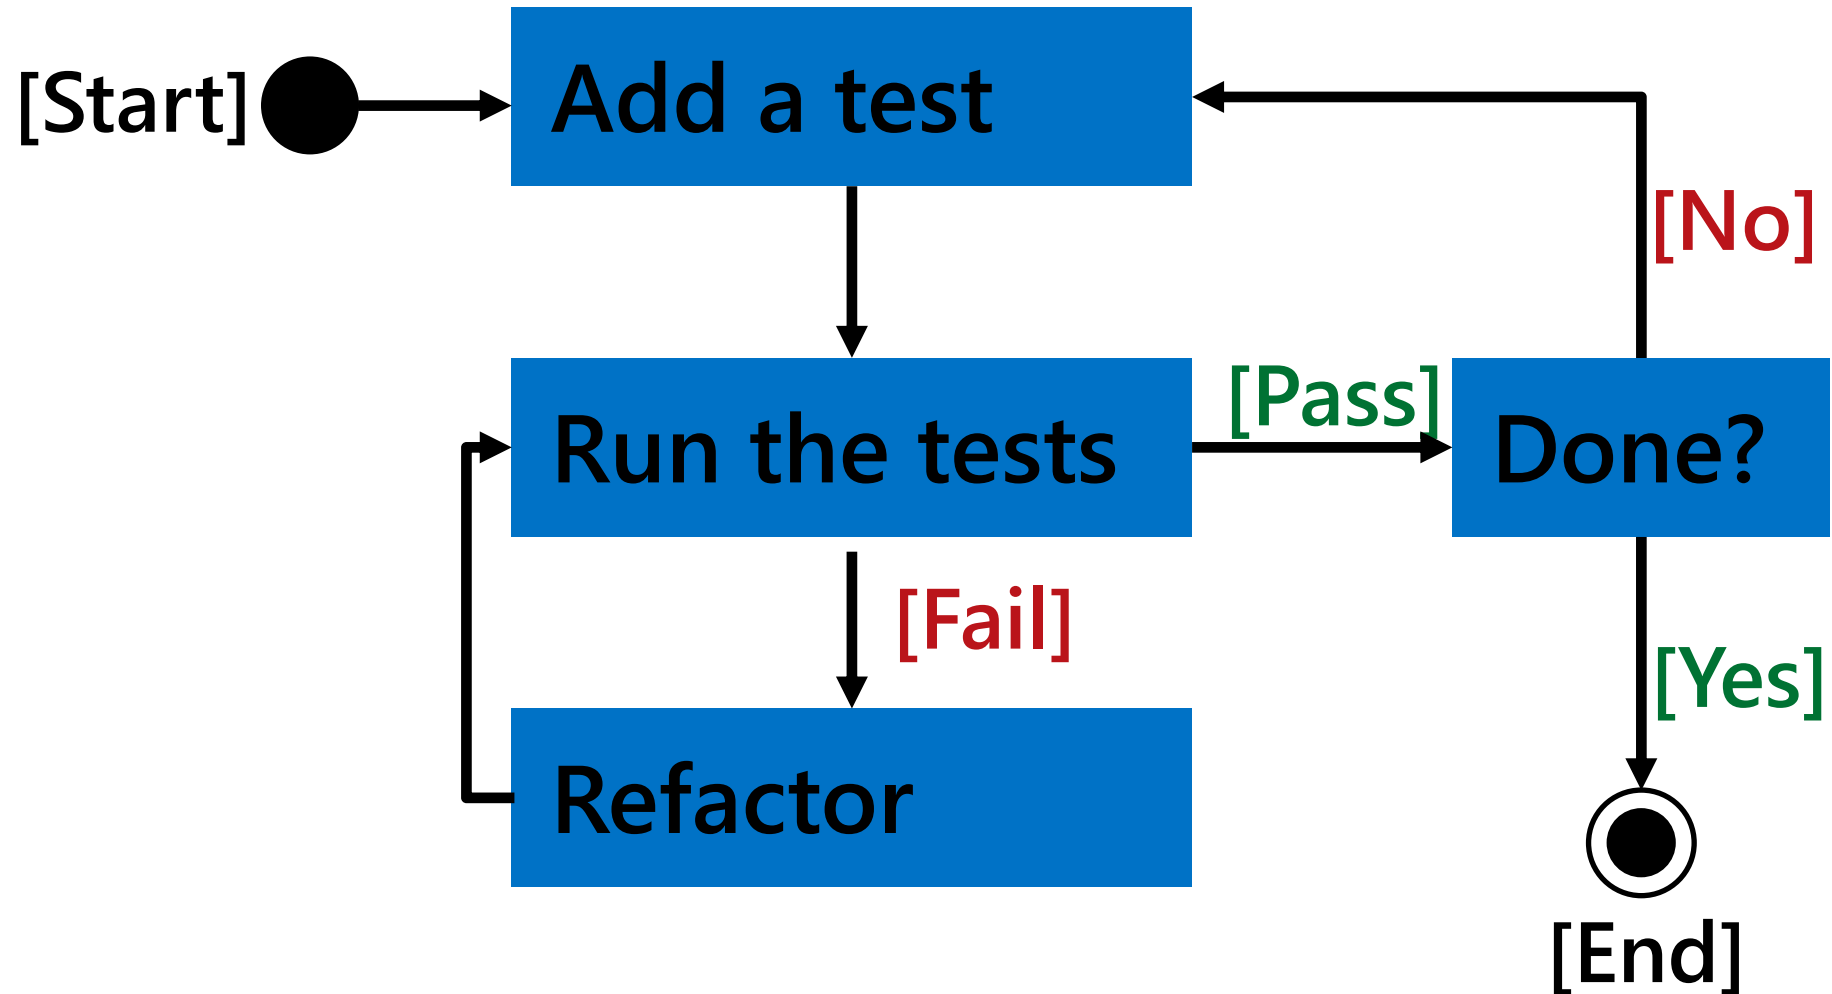 [Start]
Add a test
[No]
Run the tests
[Pass]
Done?
[Fail]
[Yes]
Refactor
[End]